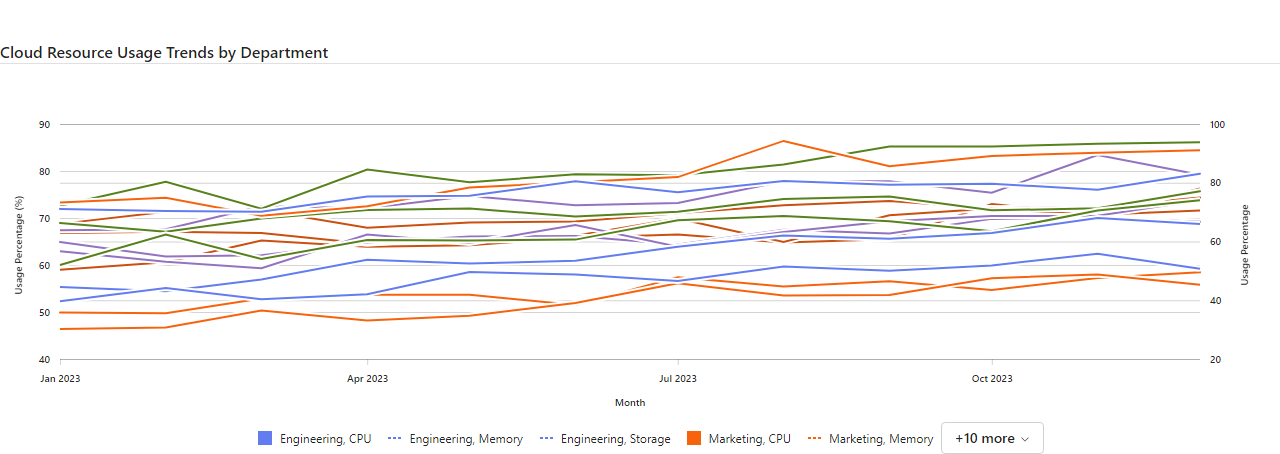 Cloud Resource Usage Trends by Department
90
80
70
60
50
40
Usage Percentage (%)
100
80
60
40
20
Usage Percentage
Jan 2023 Apr 2023 Jul 2023 Oct 2023
Month
Engineering, CPU Engineering, Memory Engineering, Storage Marketing, CPU Marketing, Memory +10 more